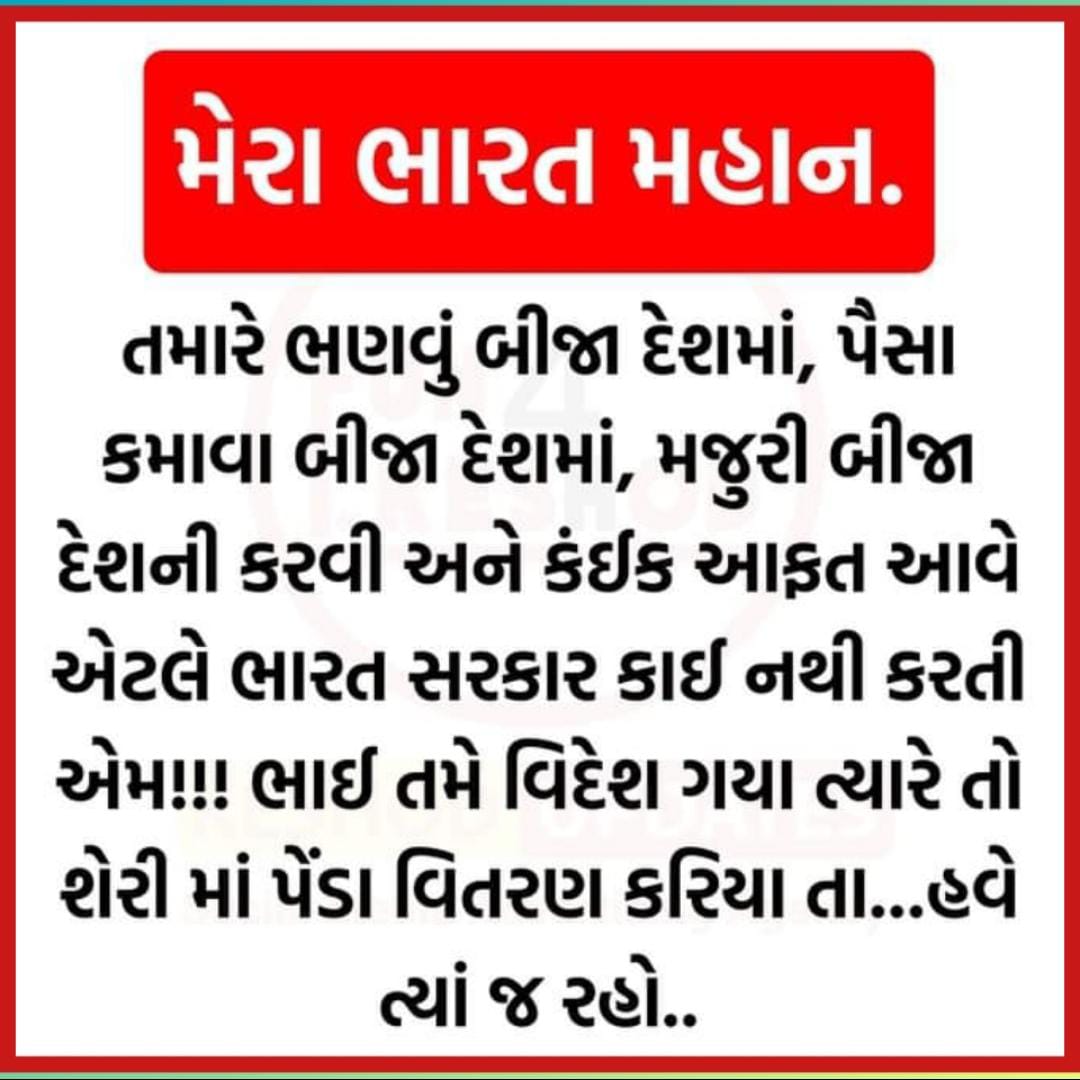 મેરા ભારત મહાન.
તમારે ભણવું બીજા દેશમાં, પૈસા
કમાવા બીજા દેશમાં, મજુરી બીજા
દેશની કરવી અને કંઈક આફત આવે
એટલે ભારત સરકાર કાઈ નથી કરતી
એમ!!! ભાઈ તમે વિદેશ ગયા ત્યારે તો
શેરી માં પેંડા વિતરણ કરિયા તા...હવે
ત્યાં જ રહો..